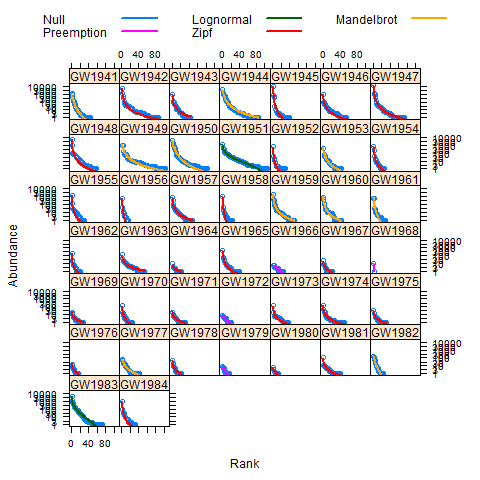 Null Lognormal Mandelbrot
Preemption Zipf
0 40 80 0 40 80 0 40 80
GW1941 GW1942 GW1943 GW1944 GW1945 GW1946 GW1947
GW1948 GW1949 GW1950 GW1951 GW1952 GW1953 GW1954
GW1955 GW1956 GW1957 GW1958 GW1959 GW1960 GW1961
GW1962 GW1963 GW1964 GW1965 GW1966 GW1967 GW1968
GW1969 GW1970 GW1971 GW1972 GW1973 GW1974 GW1975
GW1976 GW1977 GW1978 GW1979 GW1980 GW1981 GW1982
GW1983 GW1984
0 40 80
Abundance
Rank